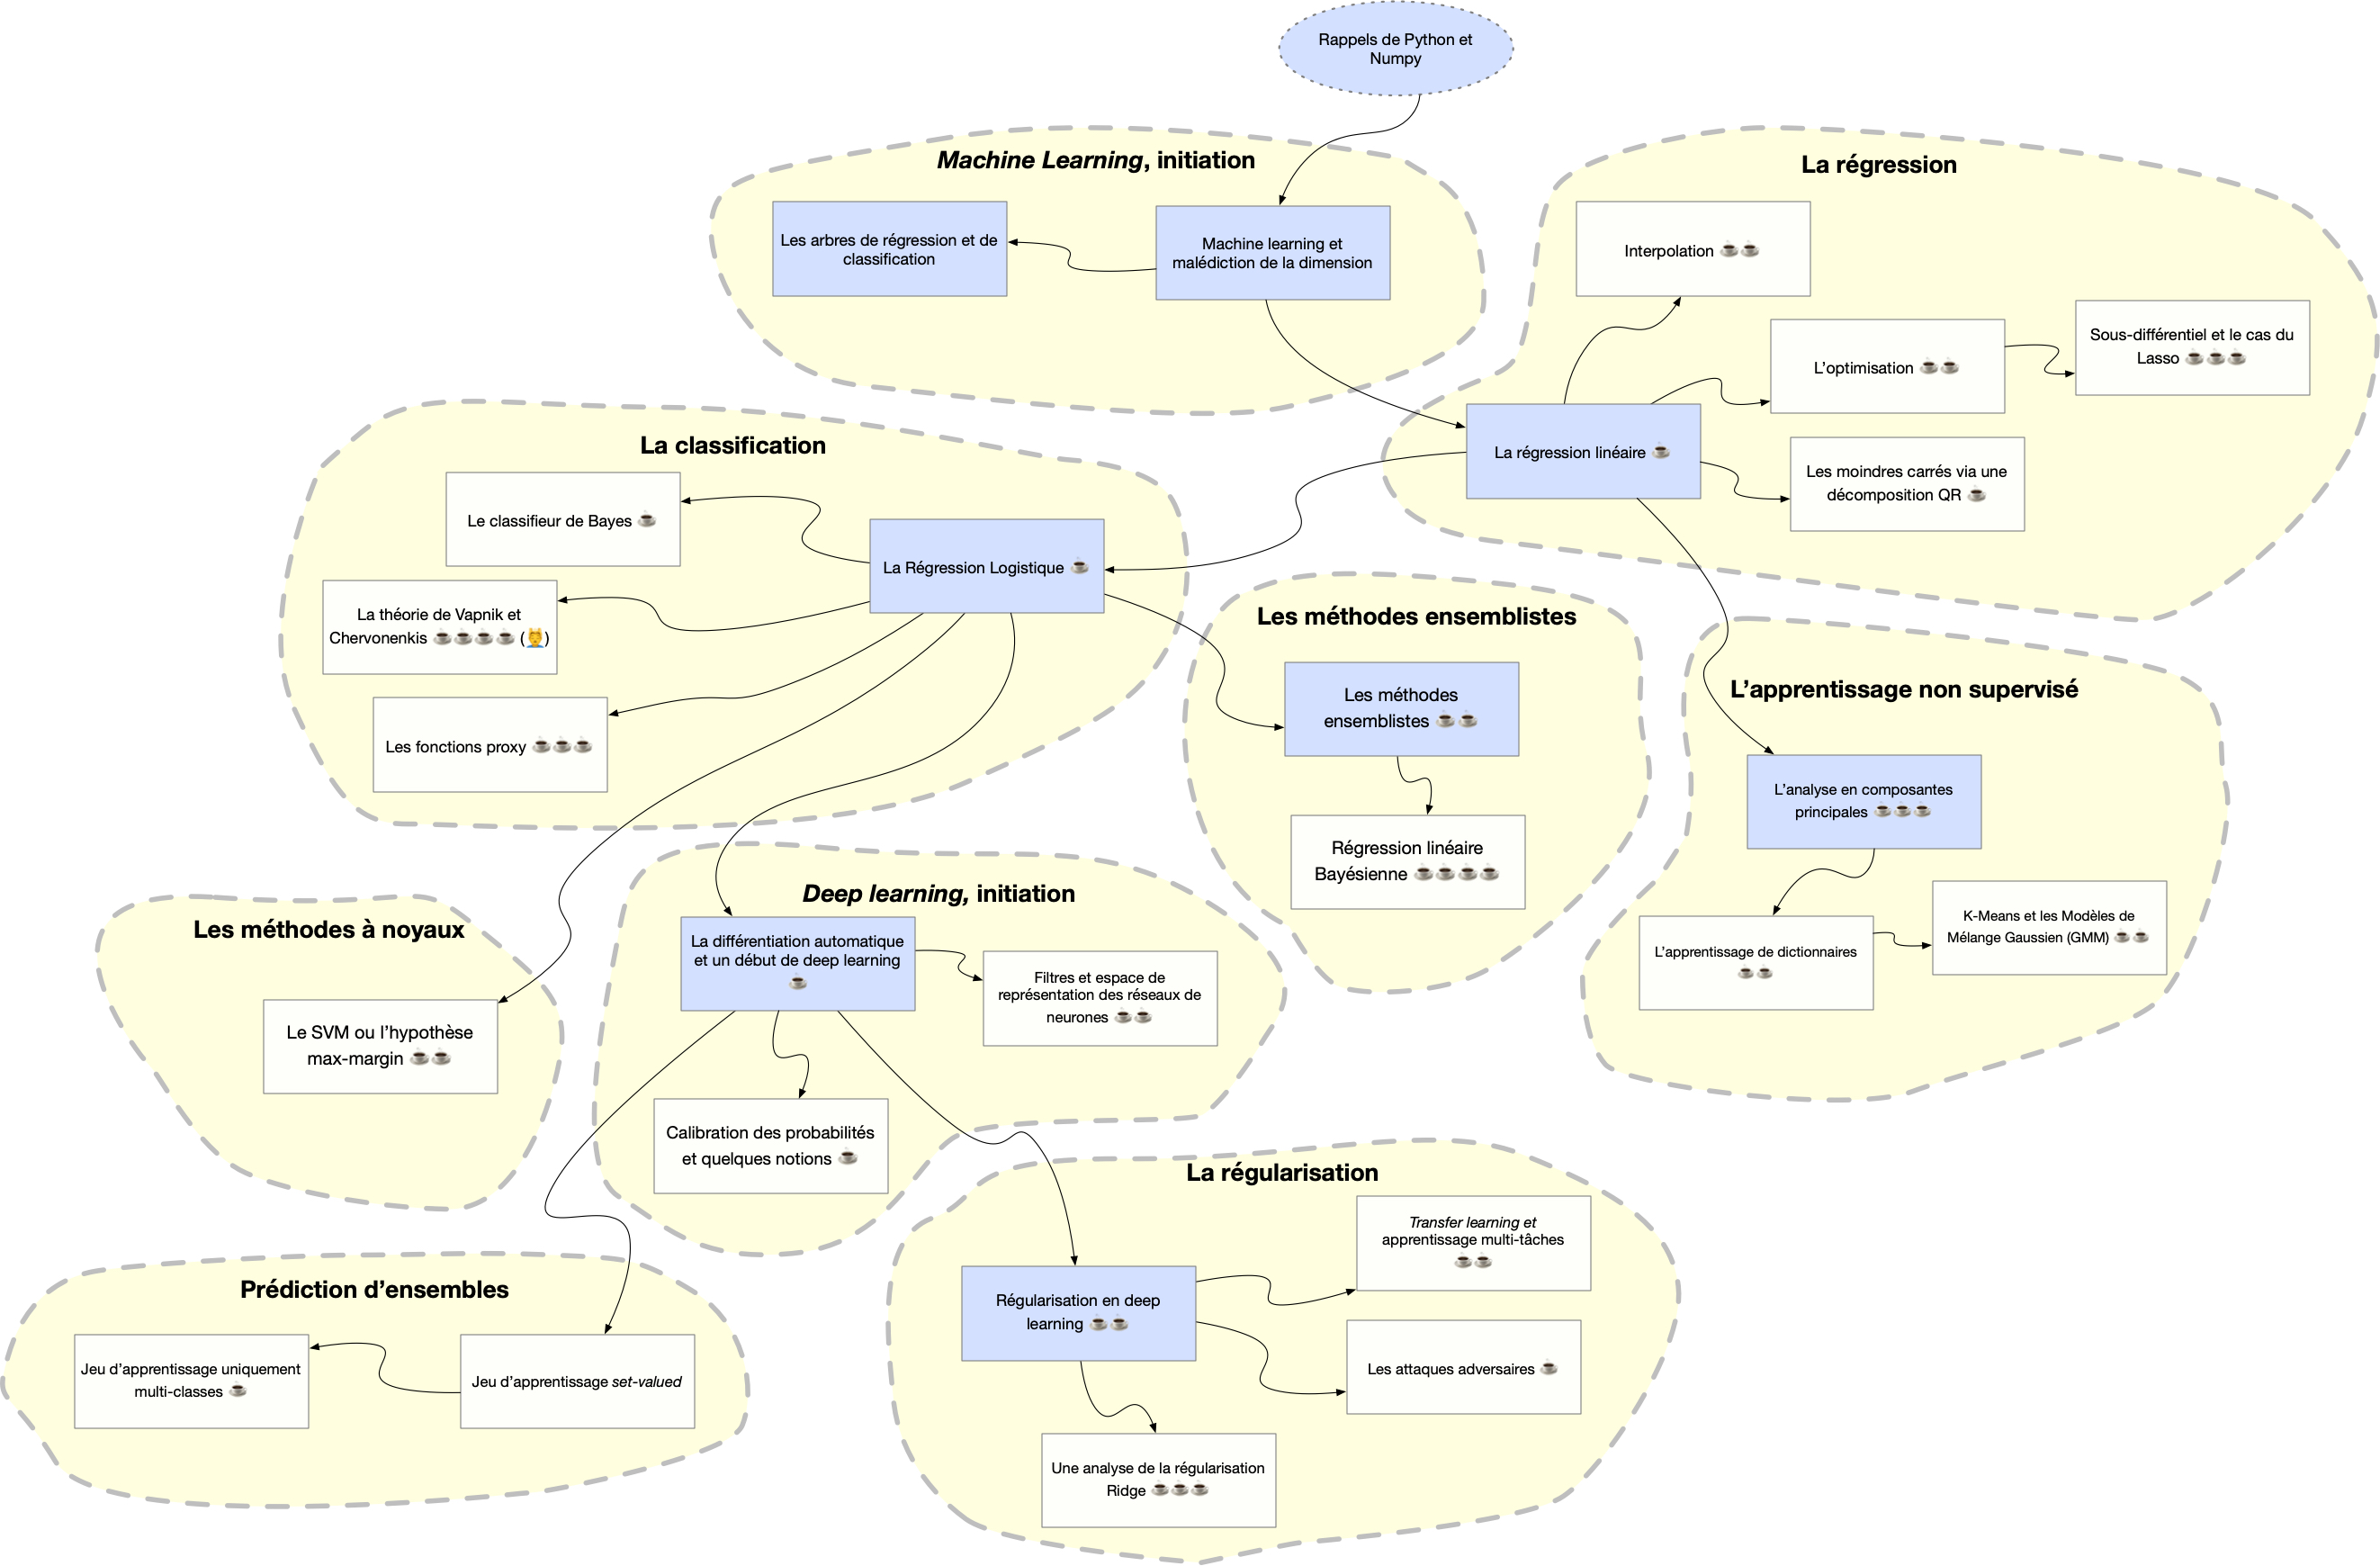 Rappels de Python et
Numpy
Machine Learning, initiation
Les arbres de régression et de
classification
Machine learning et
malédiction de la dimension
La régression
Interpolation ☕☕
L’optimisation ☕☕
Sous-différentiel et le cas du
Lasso ☕☕☕
La régression linéaire ☕
Les moindres carrés via une
décomposition QR ☕
La classification
Le classifieur de Bayes ☕
La Régression Logistique ☕
La théorie de Vapnik et
Chervonenkis ☕☕☕☕ (💆)
Les fonctions proxy ☕☕☕
Les méthodes ensemblistes
Les méthodes
ensemblistes ☕☕
Régression linéaire
Bayésienne ☕☕☕☕
L’apprentissage non supervisé
L’analyse en composantes
principales ☕☕☕
L’apprentissage de dictionnaires
☕☕
K-Means et les Modèles de
Mélange Gaussien (GMM) ☕☕
Les méthodes à noyaux
Le SVM ou l’hypothèse
max-margin ☕☕
Deep learning, initiation
La différentiation automatique
et un début de deep learning
☕
Filtres et espace de
représentation des réseaux de
neurones ☕☕
Calibration des probabilités
et quelques notions ☕
La régularisation
Transfer learning et
apprentissage multi-tâches
☕☕
Régularisation en deep
learning ☕☕
Les attaques adversaires ☕
Une analyse de la régularisation
Ridge ☕☕☕
Prédiction d’ensembles
Jeu d’apprentissage uniquement
multi-classes ☕
Jeu d’apprentissage set-valued